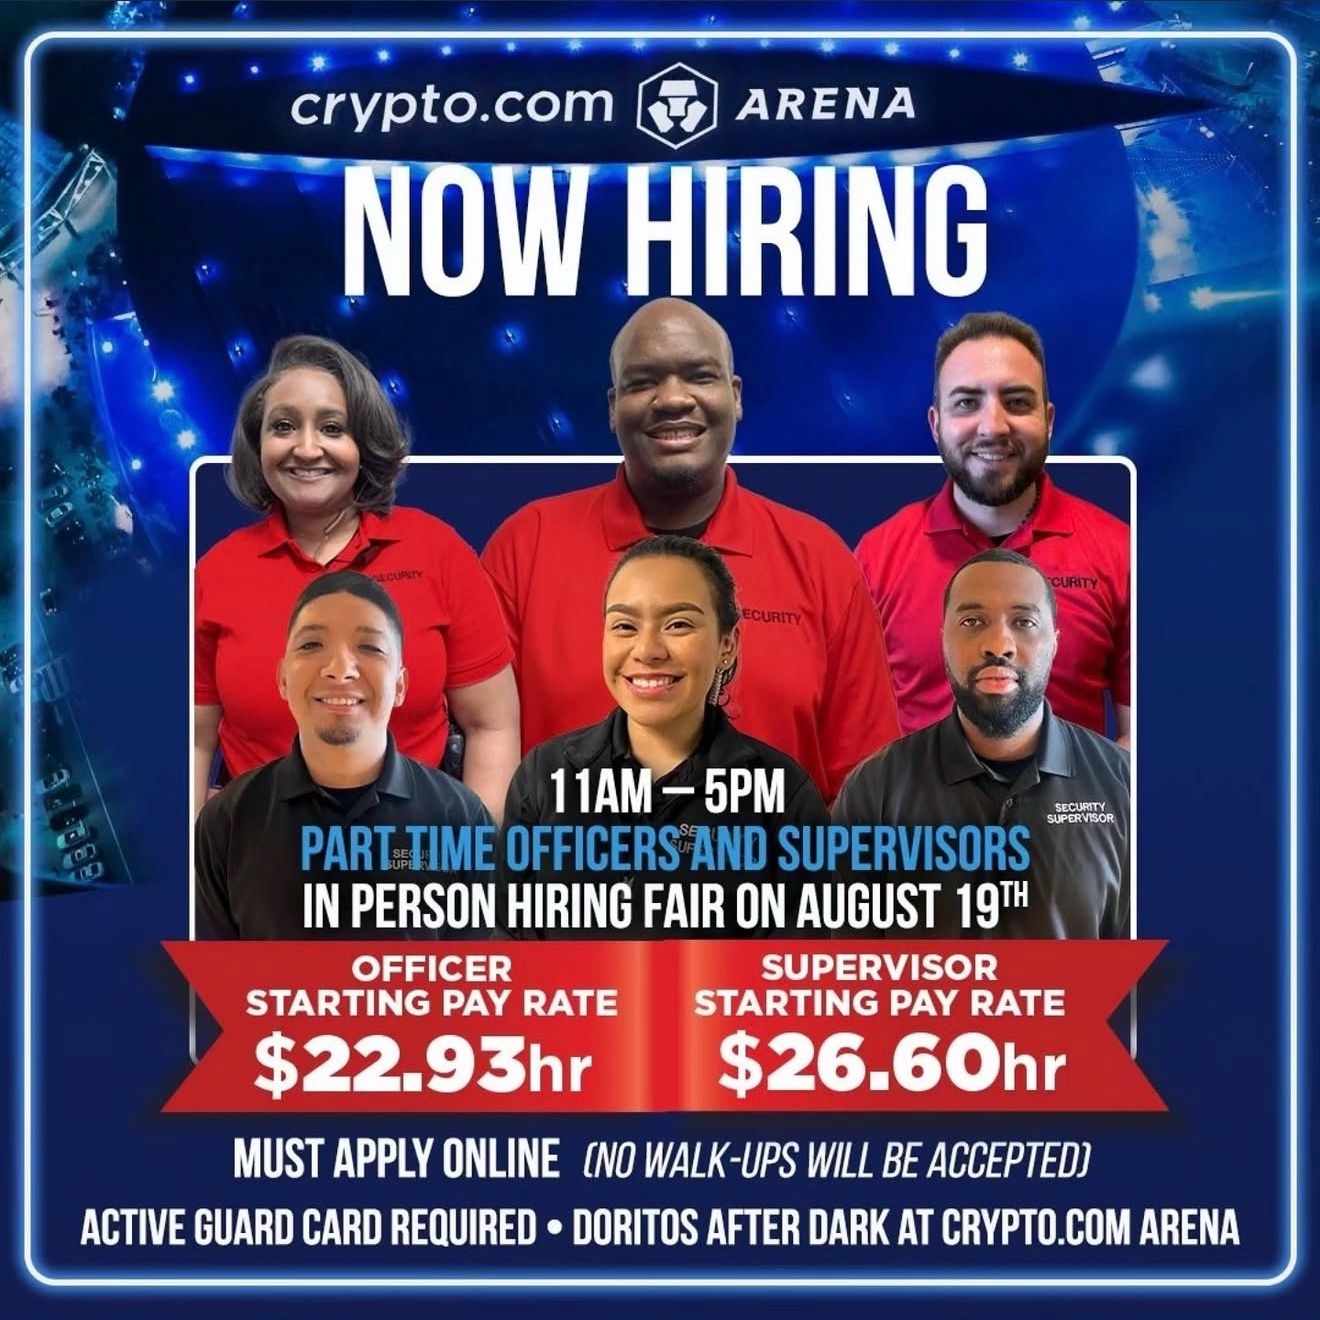 crypto.com ARENA
NOW HIRING
SECURITY
ECURITY
CURITY
SECURITY
SUPERVISOR
11AM – 5PM
PART TIME OFFICERS AND SUPERVISORS
IN PERSON HIRING FAIR ON AUGUST 19TH
OFFICER
STARTING PAY RATE
$22.93hr
SUPERVISOR
STARTING PAY RATE
$26.60hr
MUST APPLY ONLINE (NO WALK-UPS WILL BE ACCEPTED)
ACTIVE GUARD CARD REQUIRED • DORITOS AFTER DARK AT CRYPTO.COM ARENA